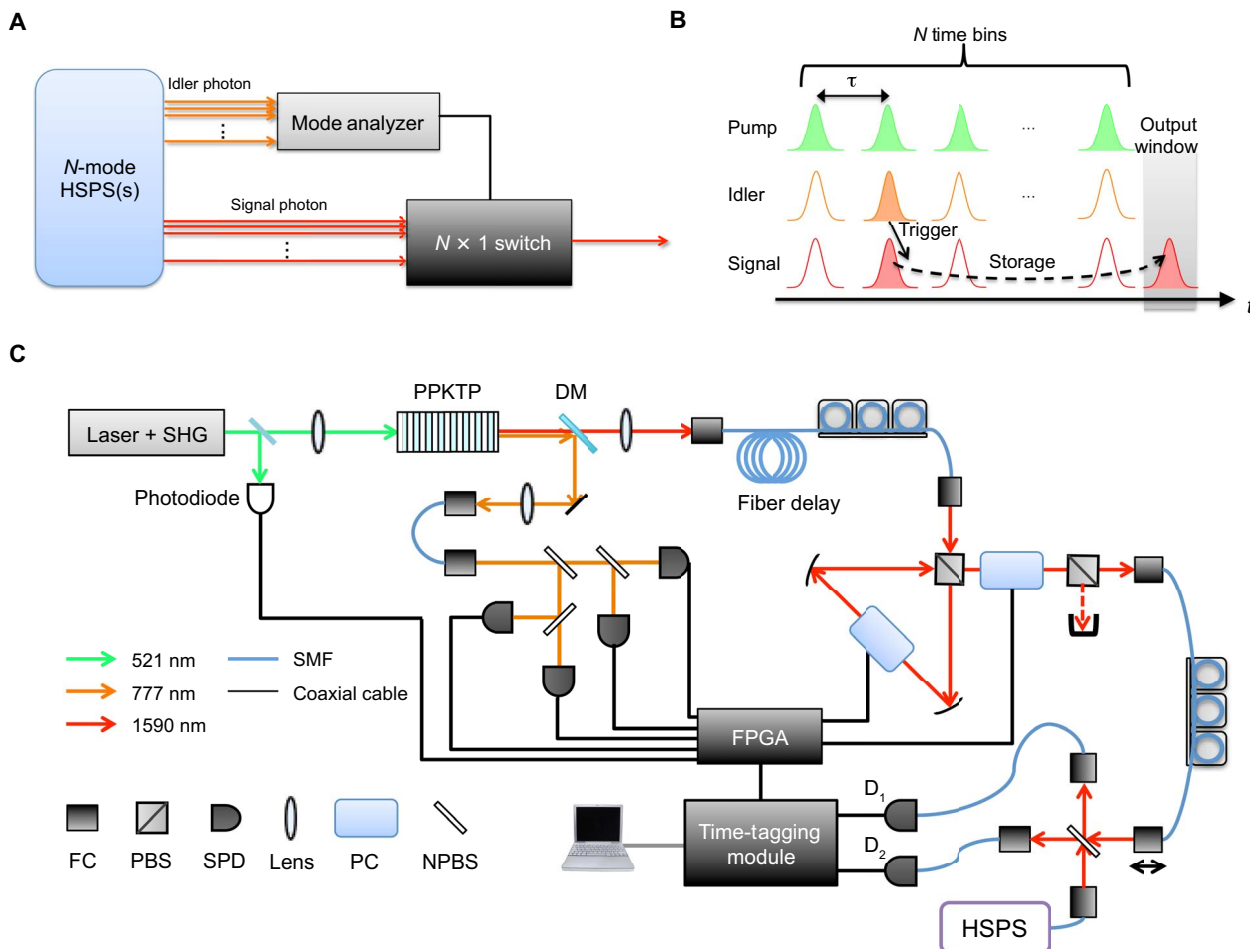 A
Idler photon
Mode analyzer
⋮
N-mode
HSPS(s)
Signal photon
⋮
N × 1 switch
B
N time bins
τ
Pump
...
Output
window
Idler
...
Trigger
Signal
Storage
t
C
PPKTP
DM
Laser + SHG
Photodiode
Fiber delay
521 nm
SMF
777 nm
Coaxial cable
1590 nm
FPGA
D1
Time-tagging
module
D2
FC
PBS
SPD
Lens
PC
NPBS
HSPS